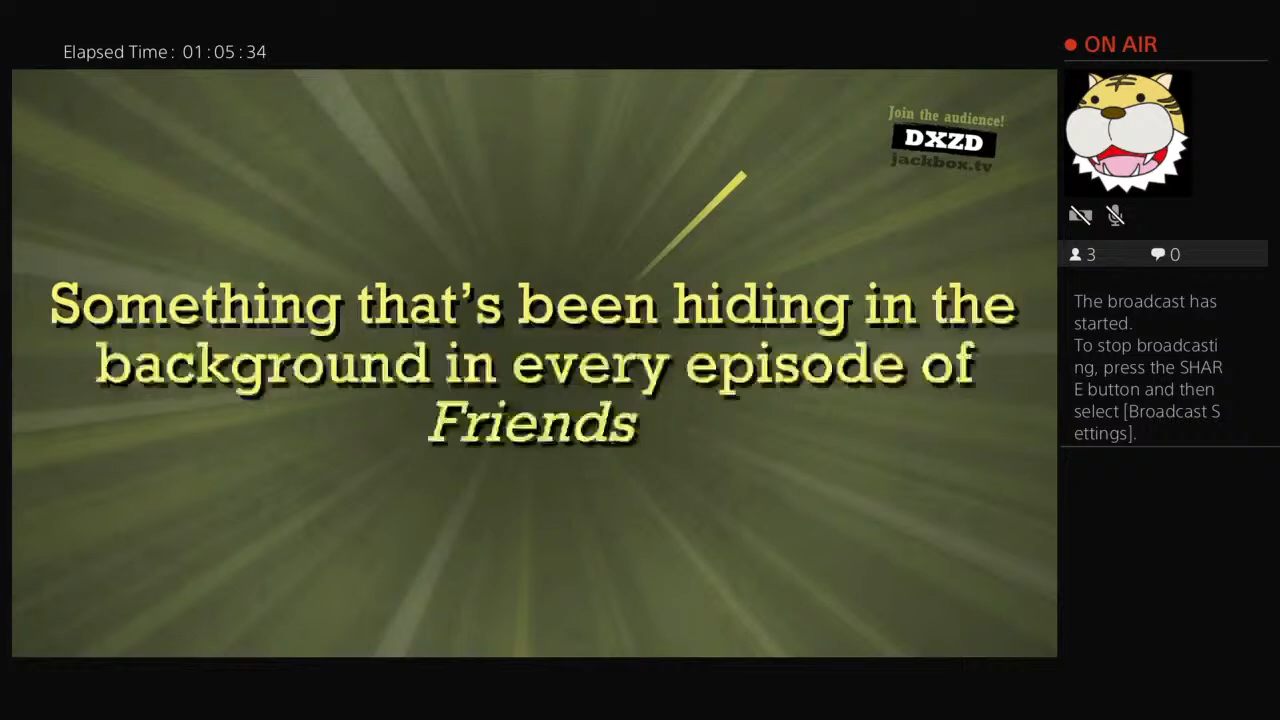 Elapsed Time: 01:05:34
ON AIR
Join the audience!
DXZD
jackbox.tv
Something that's been hiding in the
background in every episode of
Friends
3 0
The broadcast has
started.
To stop broadcasti
ng, press the SHAR
E button and then
select [Broadcast S
ettings].